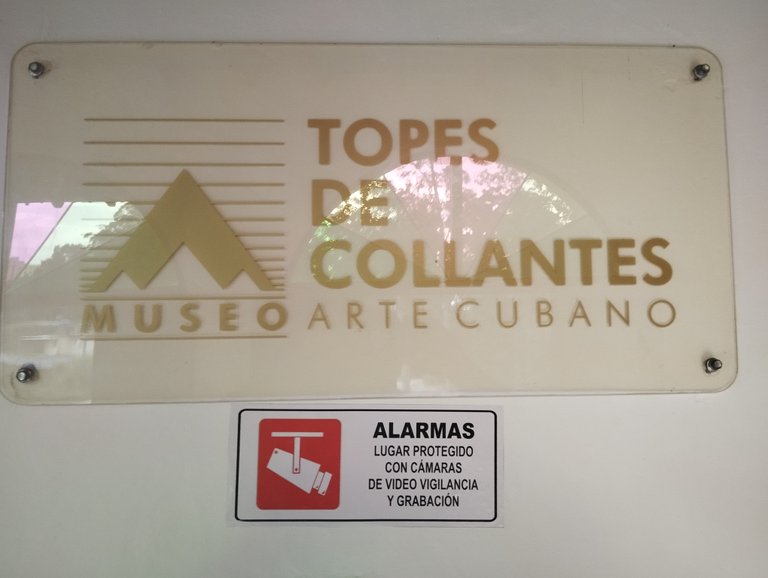 TOPES
DE
COLLANTES
MUSEO ARTE CUBANO
ALARMAS
LUGAR PROTEGIDO
CON CÁMARAS
DE VIDEO VIGILANCIA
Y GRABACIÓN